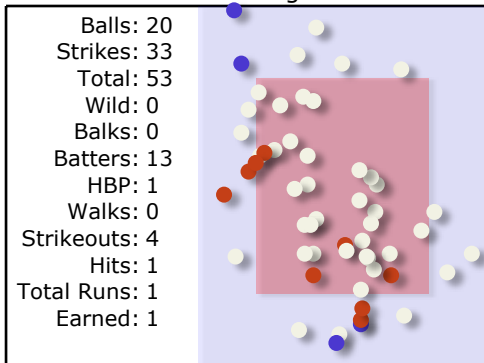 Balls: 20
Strikes: 33
Total: 53
Wild: 0
Balks: 0
Batters: 13
HBP: 1
Walks: 0
Strikeouts: 4
Hits: 1
Total Runs: 1
Earned: 1